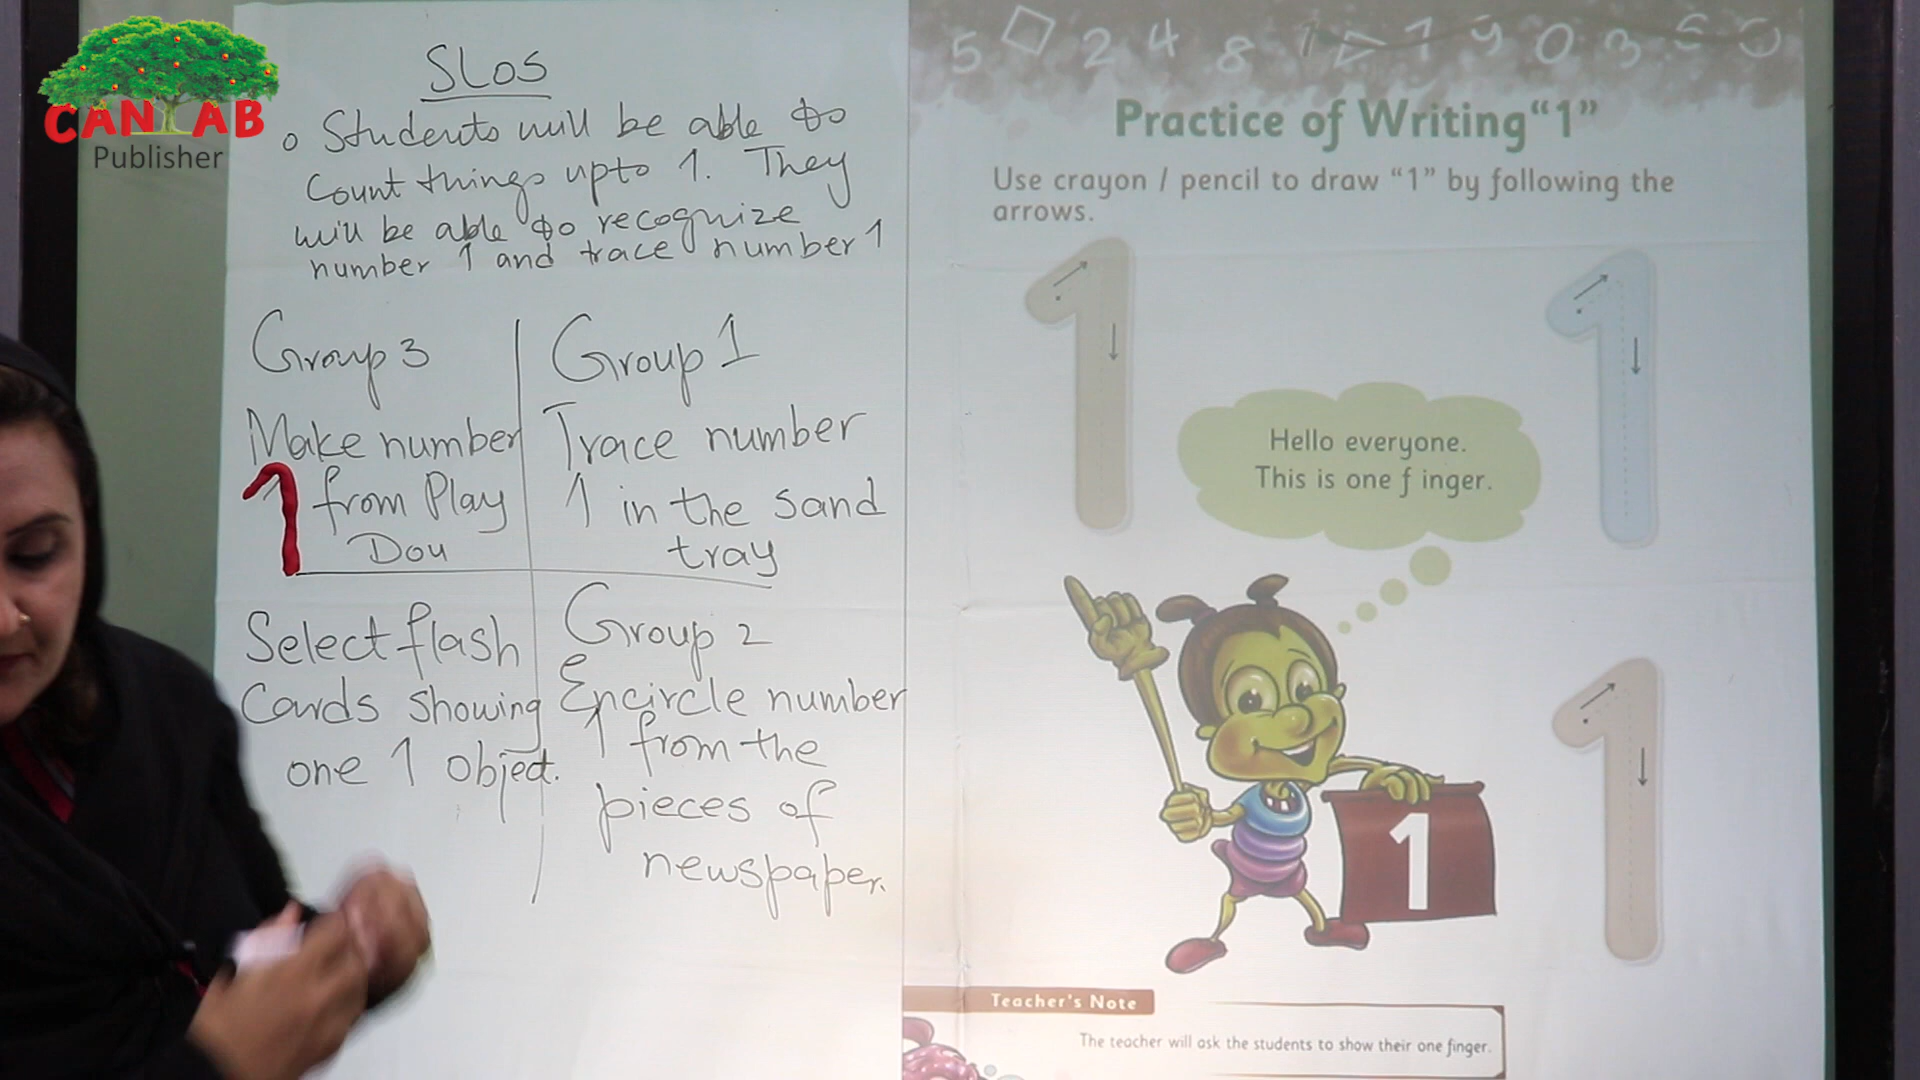 CANTAB
Publisher
SLOS
Students will be able to
Count things upto 1. They
will be able to recognize
number 1 and trace number 1
Group 3
Make number
1 from Play
Dou
Group 1
Trace number
1 in the sand
tray
Select flash
Cards showing
one 1 object.
Group 2
Encircle number
1 from the
pieces of
newspaper.
5 2 4 8 1 1 9 0 3 5
Practice of Writing "1"
Use crayon / pencil to draw "1" by following the
arrows.
1 1
Hello everyone.
This is one f inger.
1
1
Teacher's Note
The teacher will ask the students to show their one finger.